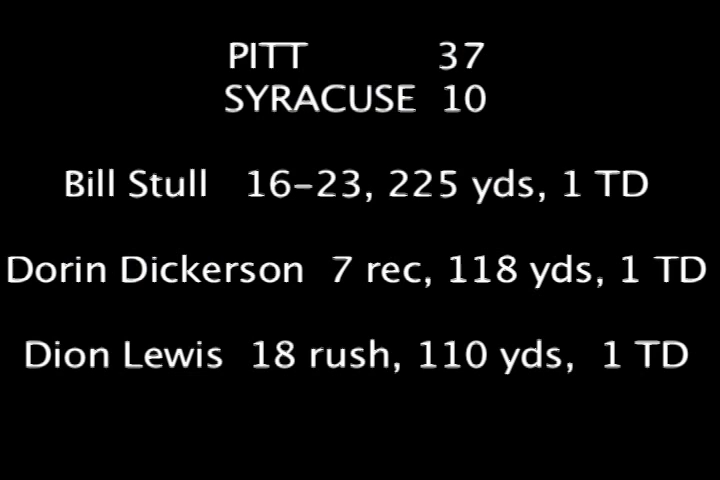 PITT 37
SYRACUSE 10
Bill Stull 16-23, 225 yds, 1 TD
Dorin Dickerson 7 rec, 118 yds, 1 TD
Dion Lewis 18 rush, 110 yds, 1 TD